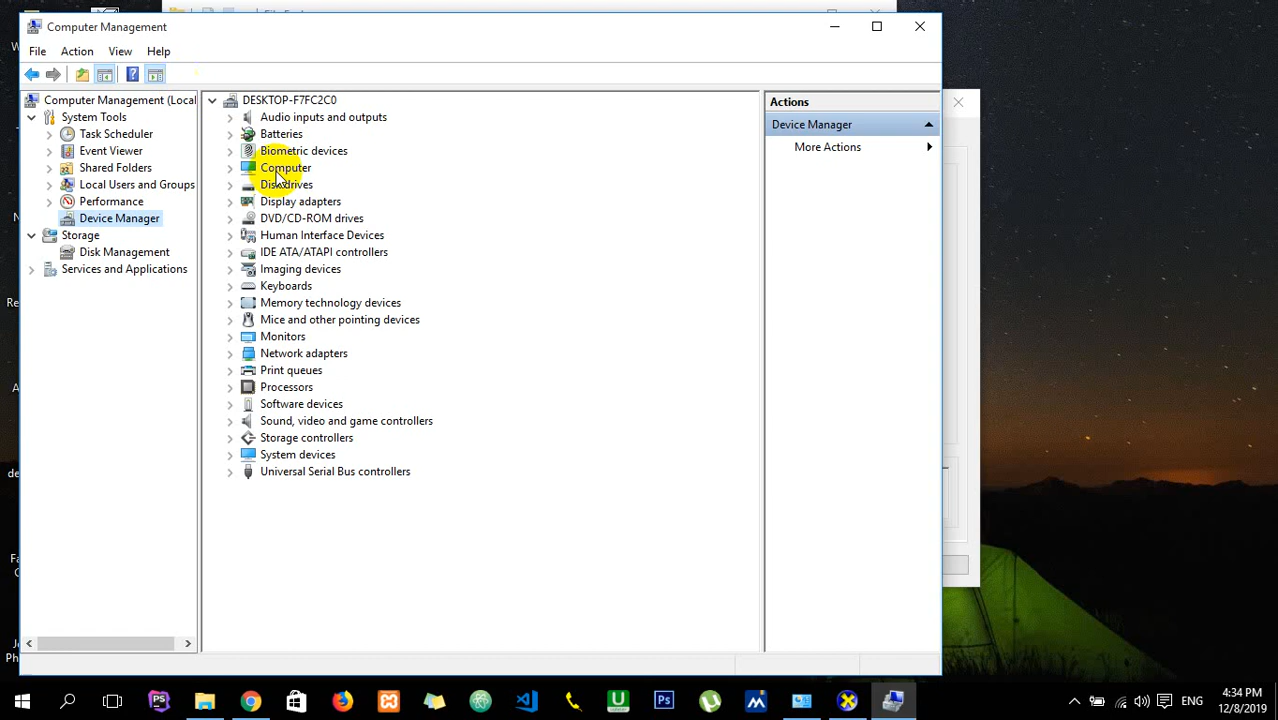 Computer Management
File Action View Help
Computer Management (Local
System Tools
Task Scheduler
Event Viewer
Shared Folders
Local Users and Groups
Performance
Device Manager
Storage
Disk Management
Services and Applications
DESKTOP-F7FC2C0
Audio inputs and outputs
Batteries
Biometric devices
Computer
Disk drives
Display adapters
DVD/CD-ROM drives
Human Interface Devices
IDE ATA/ATAPI controllers
Imaging devices
Keyboards
Memory technology devices
Mice and other pointing devices
Monitors
Network adapters
Print queues
Processors
Software devices
Sound, video and game controllers
Storage controllers
System devices
Universal Serial Bus controllers
Actions
Device Manager
More Actions
ENG
4:34 PM
12/8/2019